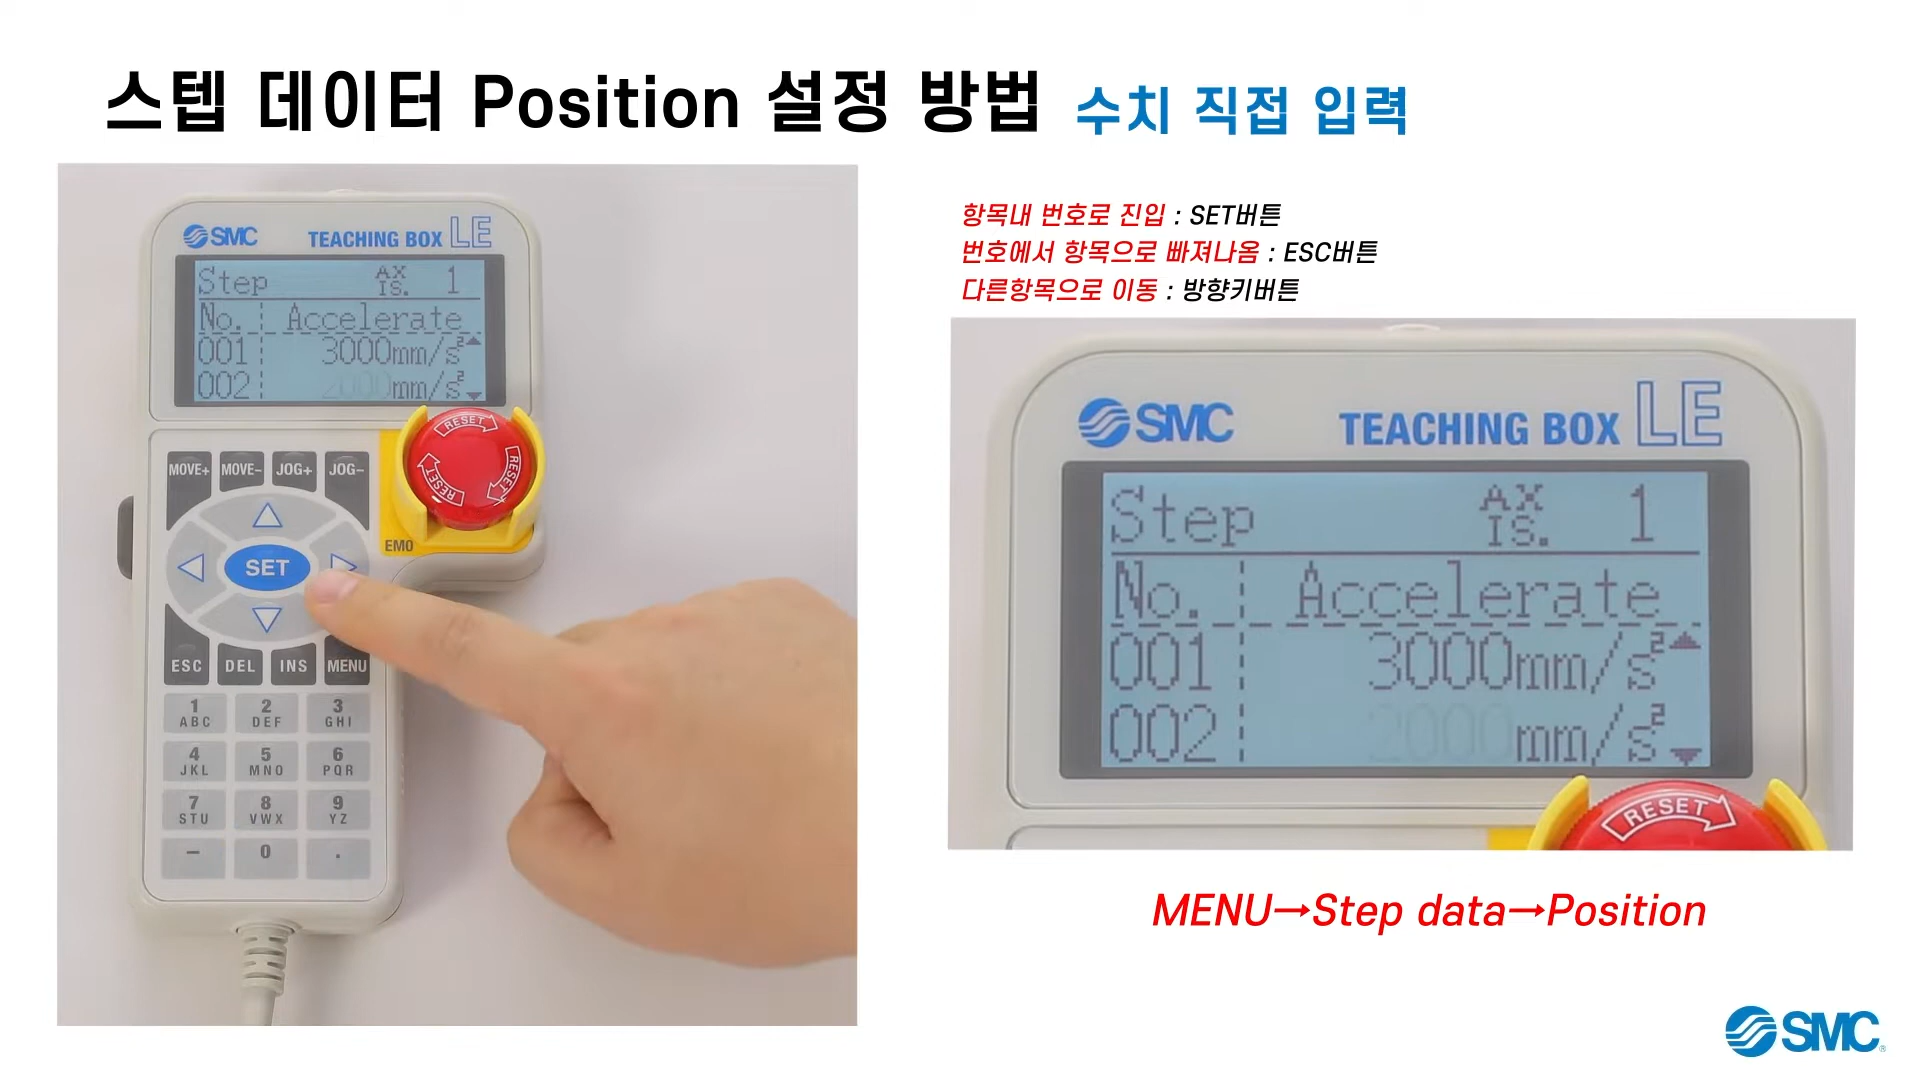 스텝 데이터 Position 설정 방법 수치 직접 입력
SMC TEACHING BOX LE
Step AXIS. 1
No. Accelerate
001 3000mm/s²
002 2000mm/s²
RESET RESET RESET
MOVE+ MOVE- JOG+ JOG-
EMO
SET
ESC DEL INS MENU
1 2 3
ABC DEF GHI
4 5 6
JKL MNO PQR
7 8 9
STU VWX YZ
- 0 .
항목내 번호로 진입 : SET버튼
번호에서 항목으로 빠져나옴 : ESC버튼
다른항목으로 이동 : 방향키버튼
SMC TEACHING BOX LE
Step AXIS. 1
No. Accelerate
001 3000mm/s²
002 2000mm/s²
RESET
MENU→Step data→Position
SMC